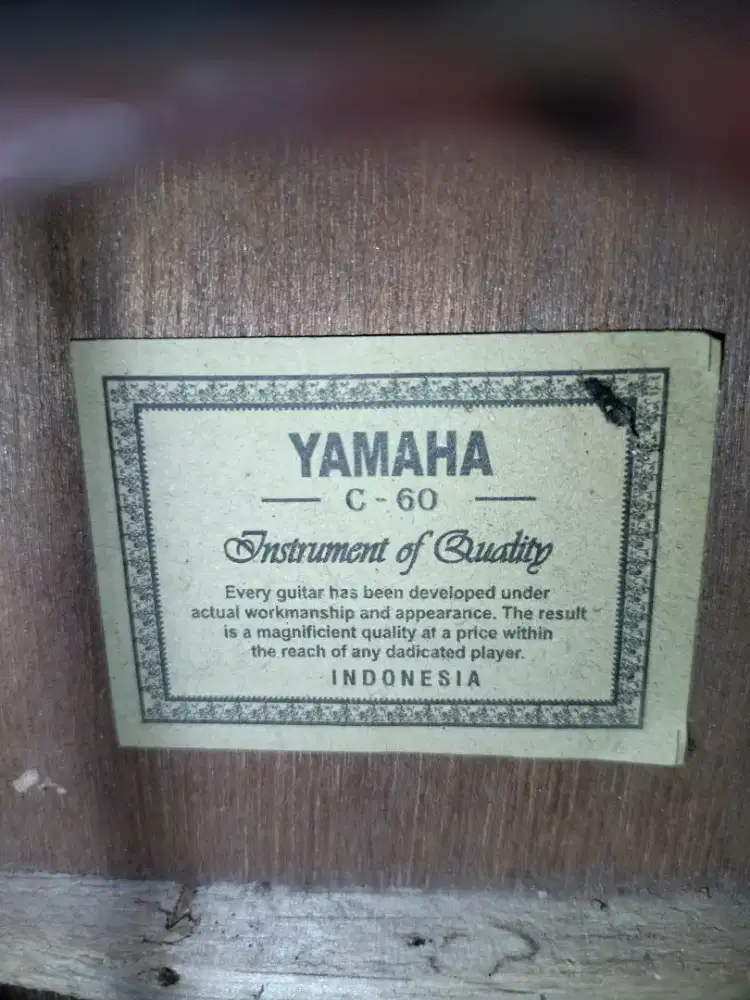 YAMAHA
C - 60
Instrument of Quality
Every guitar has been developed under
actual workmanship and appearance. The result
is a magnificient quality at a price within
the reach of any dadicated player.
INDONESIA